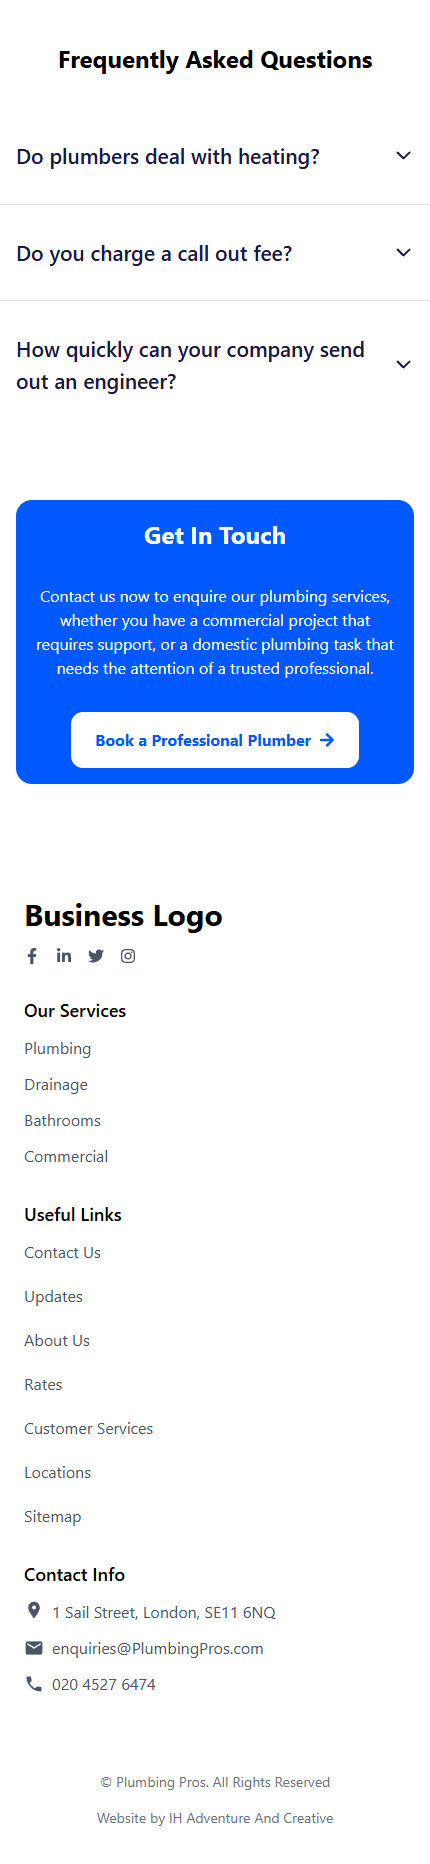 Frequently Asked Questions
Do plumbers deal with heating?
Do you charge a call out fee?
How quickly can your company send
out an engineer?
Get In Touch
Contact us now to enquire our plumbing services,
whether you have a commercial project that
requires support, or a domestic plumbing task that
needs the attention of a trusted professional.
Book a Professional Plumber
Business Logo
Our Services
Plumbing
Drainage
Bathrooms
Commercial
Useful Links
Contact Us
Updates
About Us
Rates
Customer Services
Locations
Sitemap
Contact Info
1 Sail Street, London, SE11 6NQ
enquiries@PlumbingPros.com
020 4527 6474
© Plumbing Pros. All Rights Reserved
Website by IH Adventure And Creative